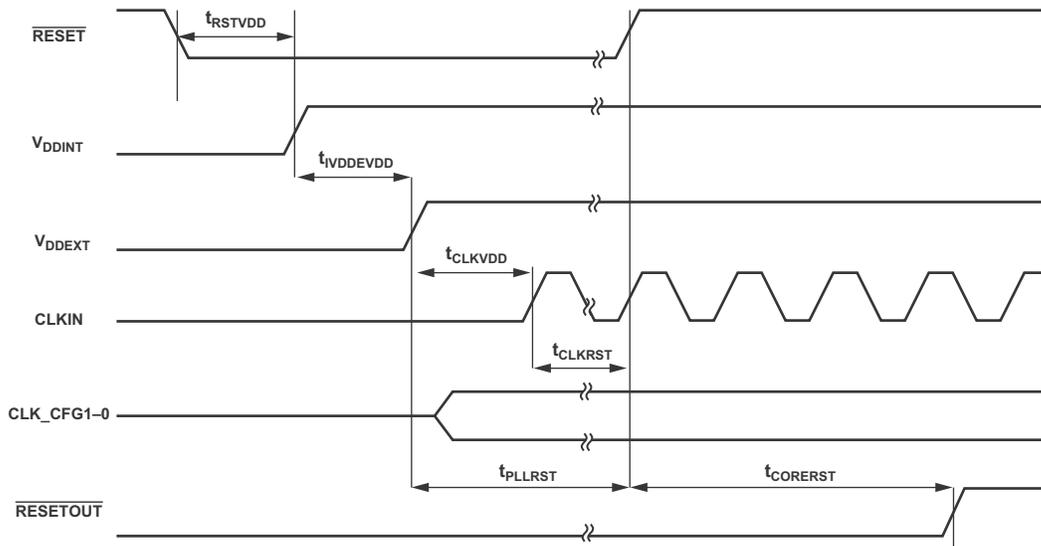 RESET
tRSTVDD
VDDINT
tIVDDEVDD
VDDEXT
tCLKVDD
CLKIN
tCLKRST
CLK_CFG1–0
tPLLRST
tCORERST
RESETOUT